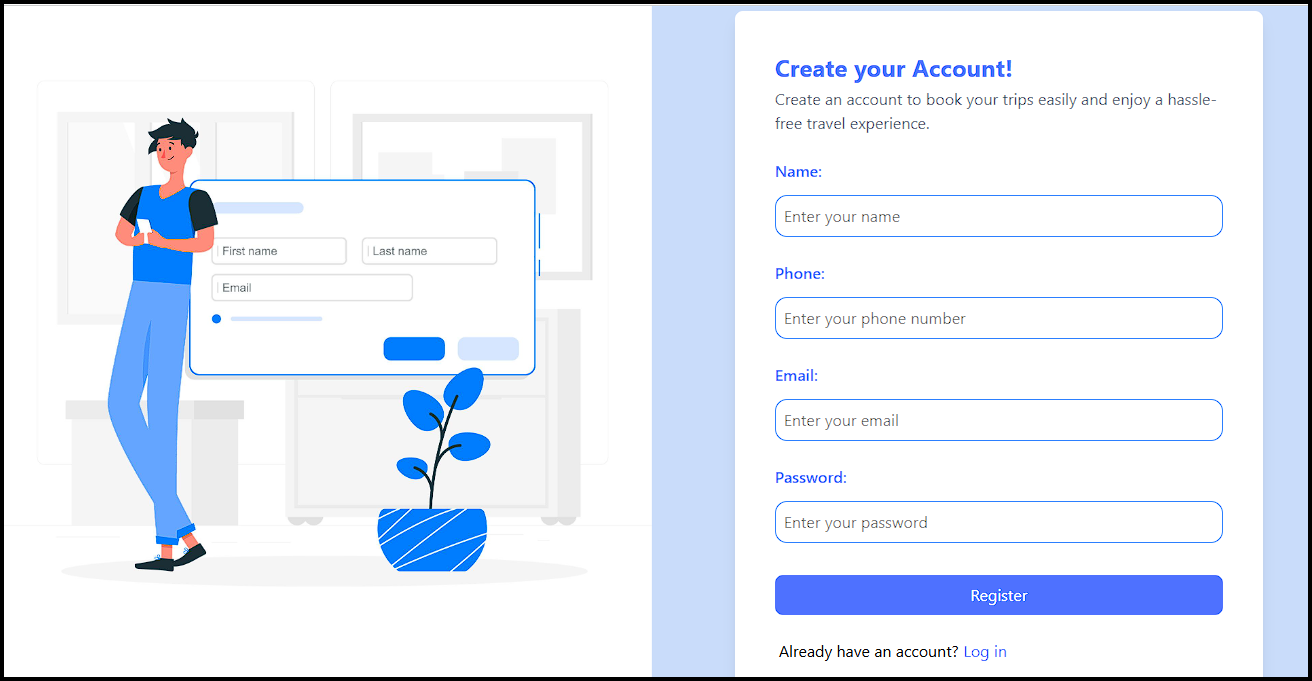 First name
Last name
Email
Create your Account!
Create an account to book your trips easily and enjoy a hassle-
free travel experience.
Name:
Enter your name
Phone:
Enter your phone number
Email:
Enter your email
Password:
Enter your password
Register
Already have an account? Log in